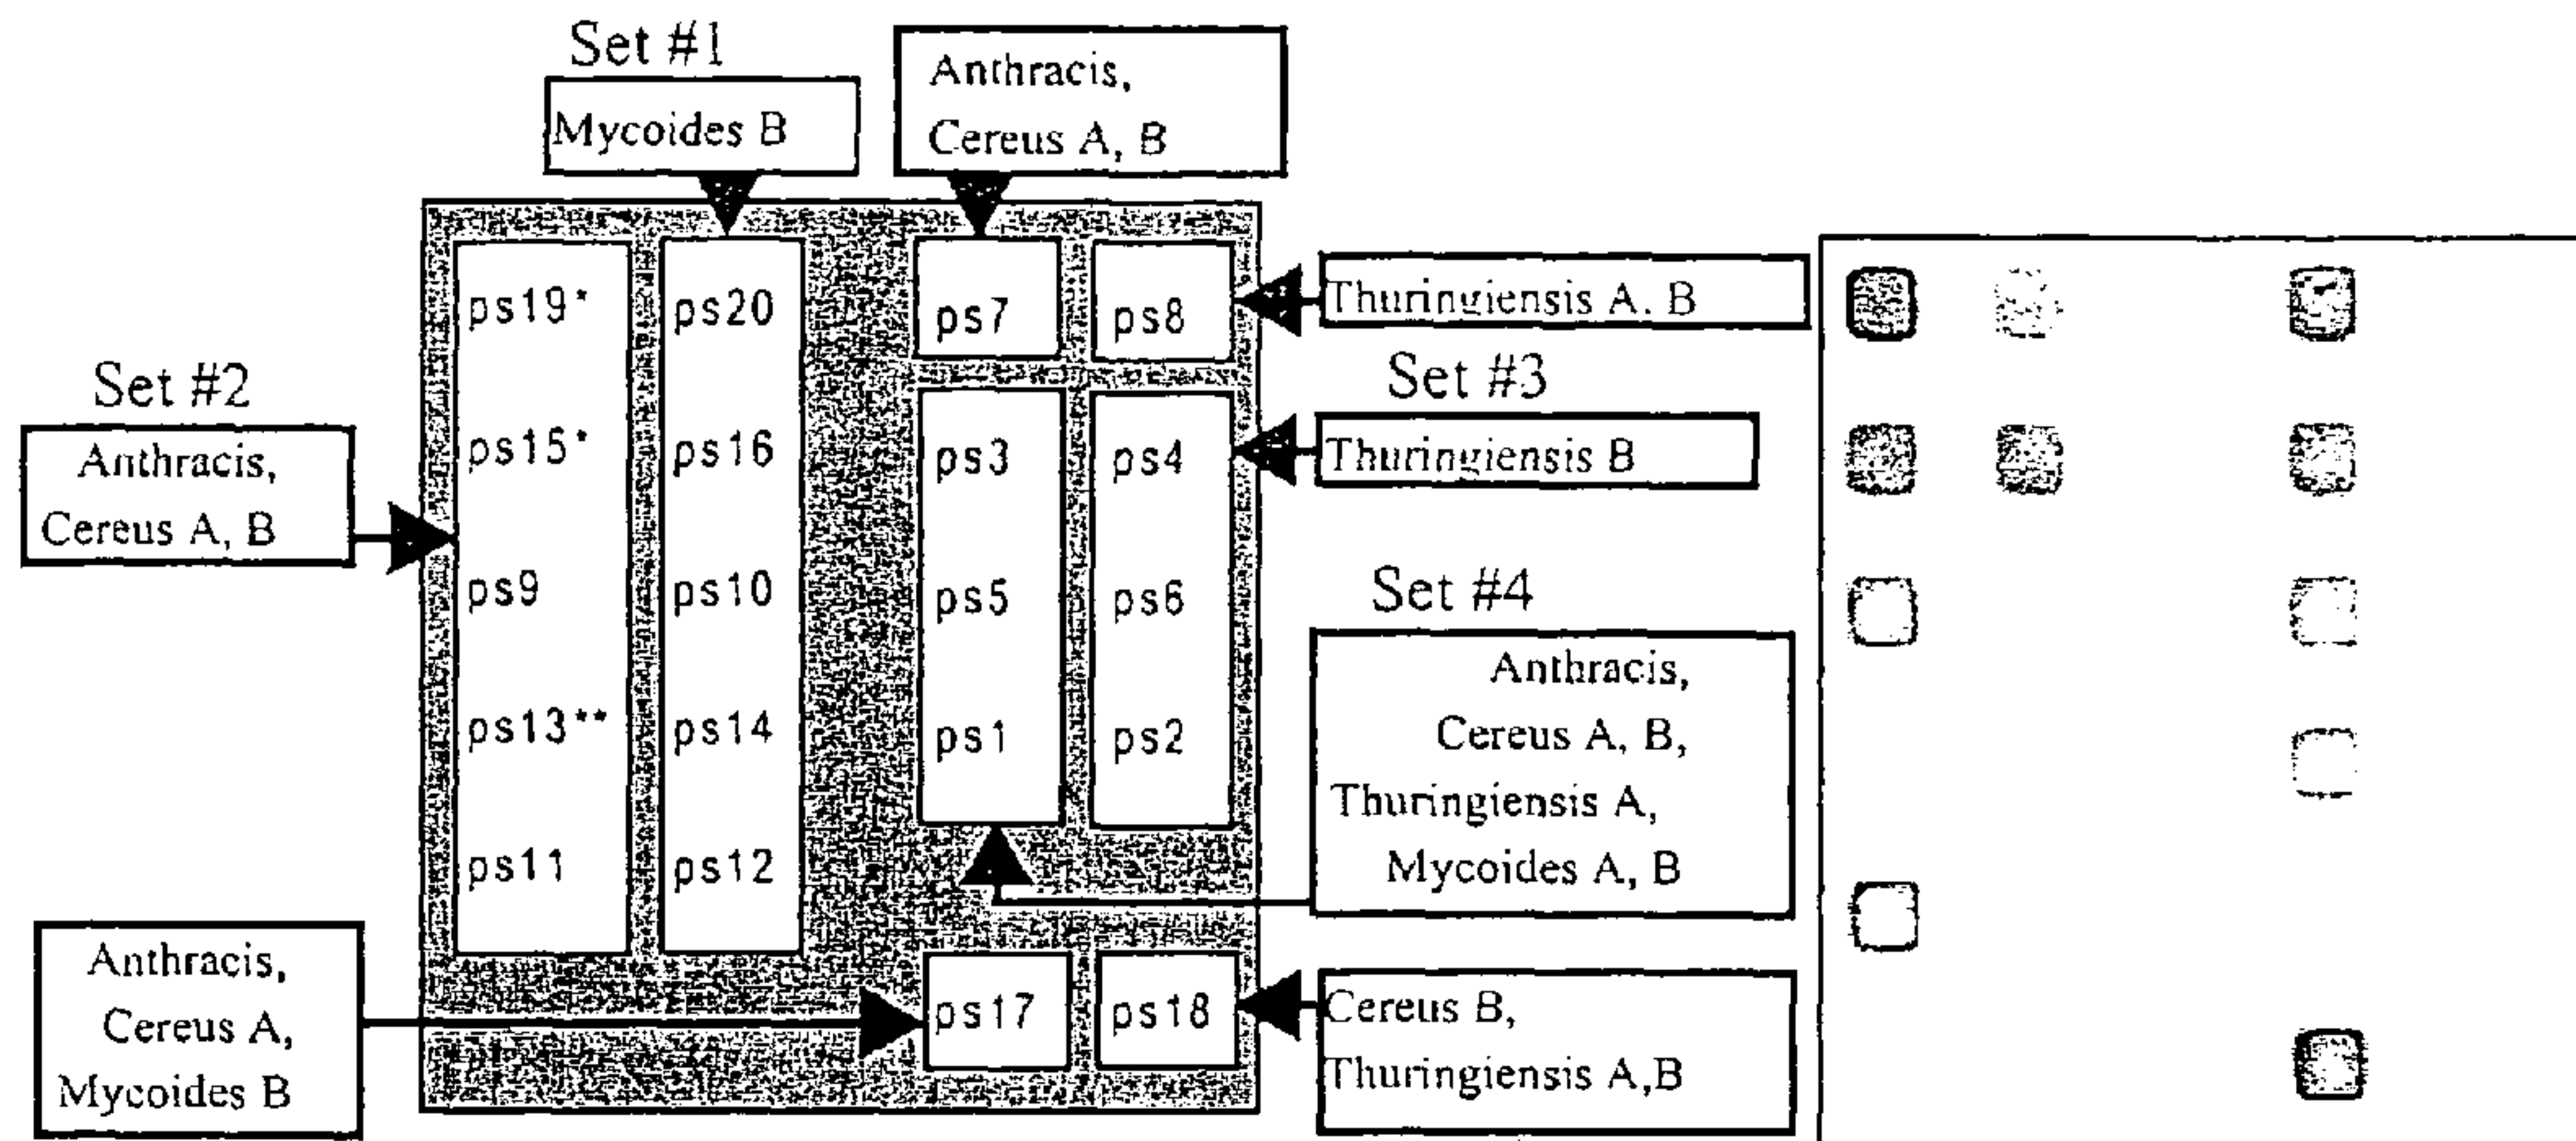 Set #1
Mycoides B
Anthracis,
Cereus A, B
Set #2
Anthracis,
Cereus A, B
Anthracis,
Cereus A,
Mycoides B
ps19* ps20
ps15* ps16
ps9 ps10
ps13** ps14
ps11 ps12
ps7 ps8
ps3 ps4
ps5 ps6
ps1 ps2
ps17 ps18
Thuringiensis A, B
Set #3
Thuringiensis B
Set #4
Anthracis,
Cereus A, B,
Thuringiensis A,
Mycoides A, B
Cereus B,
Thuringiensis A,B